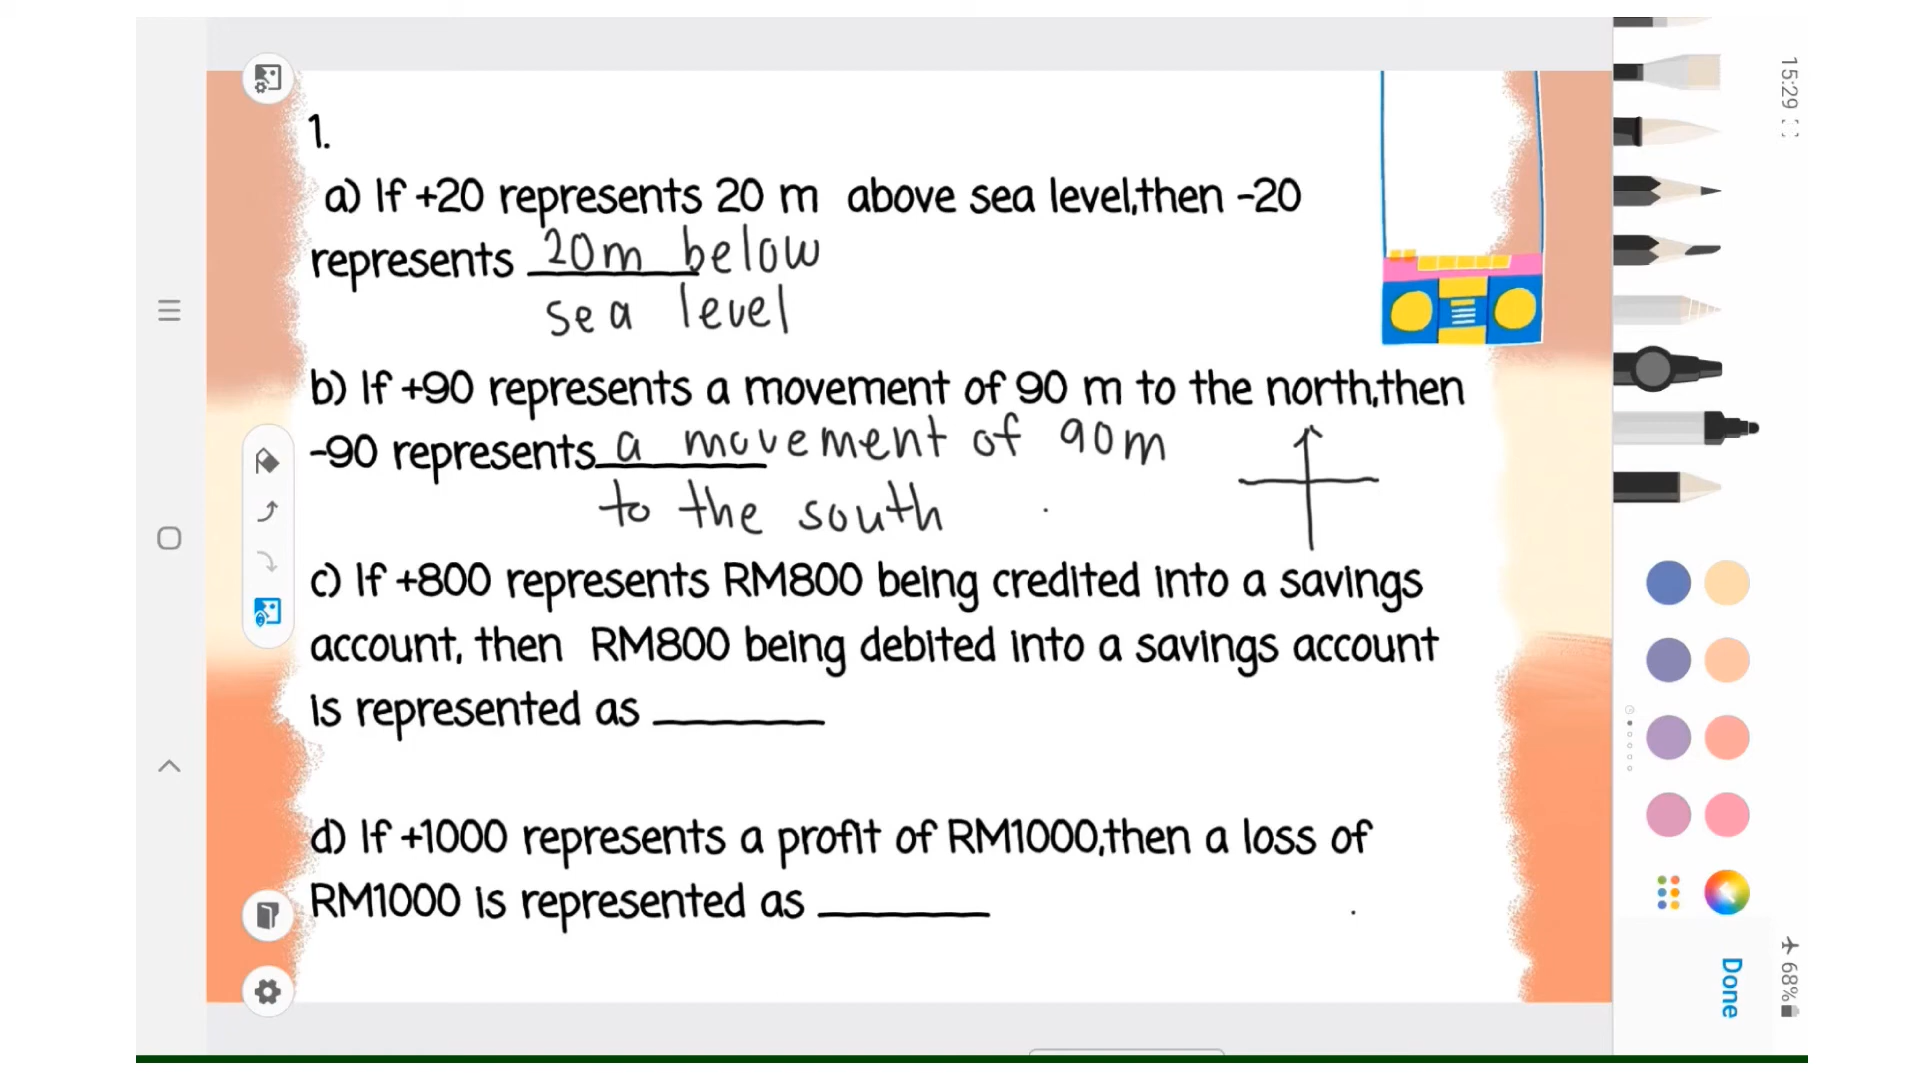 1.
a) If +20 represents 20 m above sea level,then -20
represents 20m below
sea level
b) If +90 represents a movement of 90 m to the north,then
-90 represents a movement of 90m
to the south
c) If +800 represents RM800 being credited into a savings
account, then RM800 being debited into a savings account
is represented as ________
d) If +1000 represents a profit of RM1000,then a loss of
RM1000 is represented as ________
15:29
68%
Done